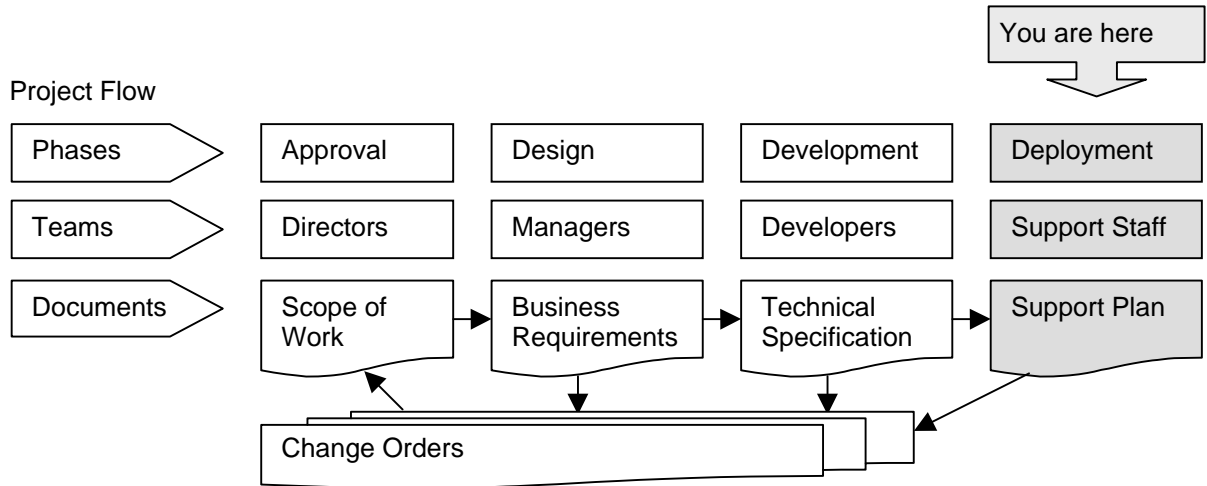 You are here
Project Flow
Phases
Approval
Design
Development
Deployment
Teams
Directors
Managers
Developers
Support Staff
Documents
Scope of
Work
Business
Requirements
Technical
Specification
Support Plan
Change Orders